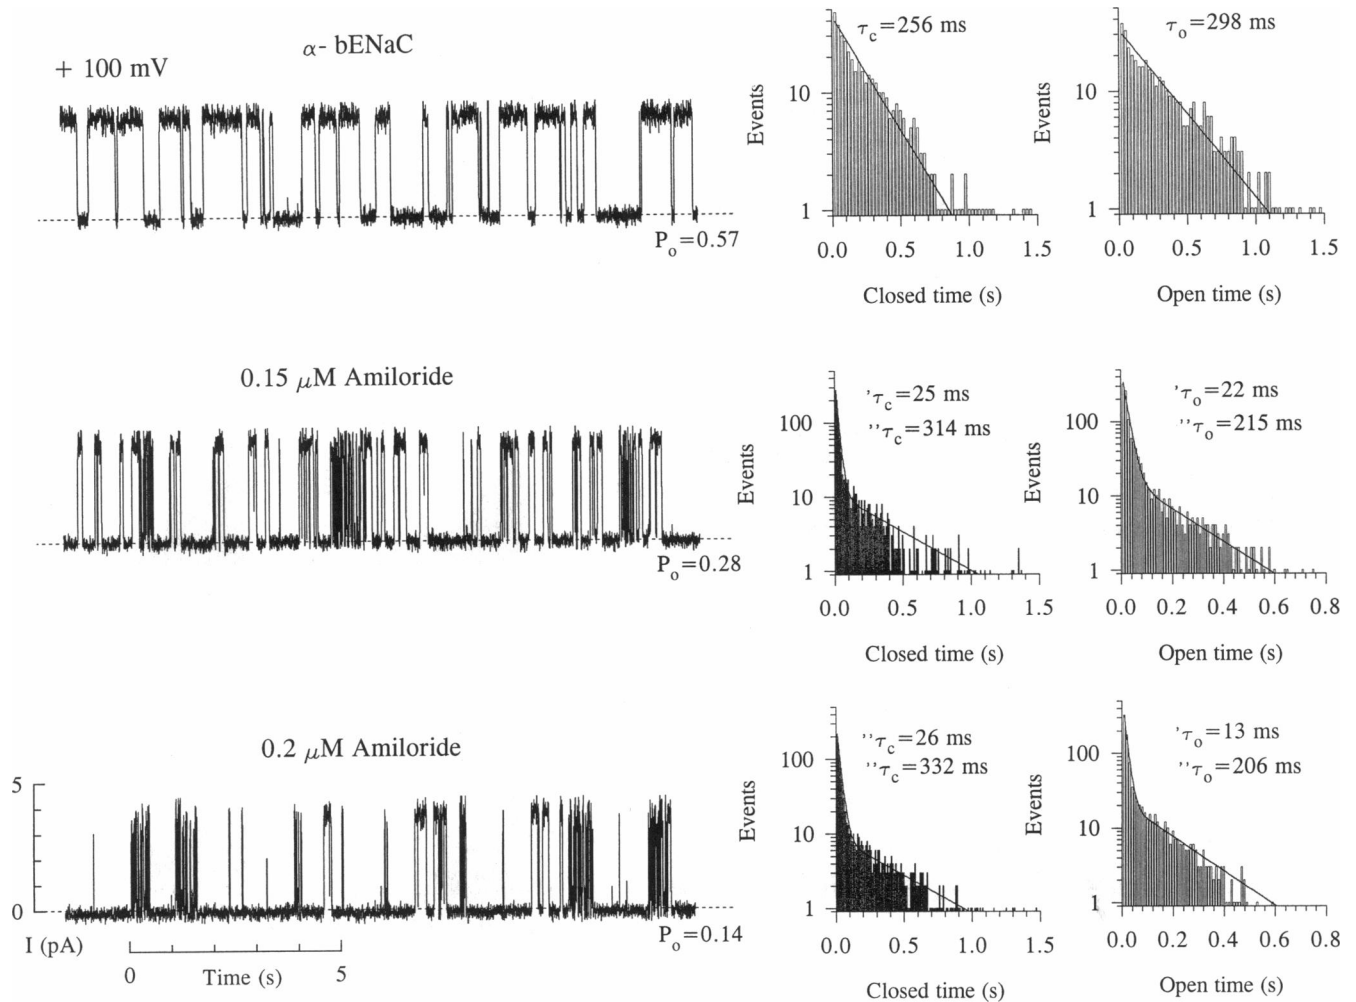 α- bENaC
+ 100 mV
P_o=0.57
Events
10
1
τ_c=256 ms
0.0 0.5 1.0 1.5
Closed time (s)
Events
10
1
τ_o=298 ms
0.0 0.5 1.0 1.5
Open time (s)
0.15 μM Amiloride
P_o=0.28
Events
100
10
1
'τ_c=25 ms
''τ_c=314 ms
0.0 0.5 1.0 1.5
Closed time (s)
Events
100
10
1
'τ_o=22 ms
''τ_o=215 ms
0.0 0.2 0.4 0.6 0.8
Open time (s)
0.2 μM Amiloride
5
0
I (pA)
0 Time (s) 5
P_o=0.14
Events
100
10
1
''τ_c=26 ms
''τ_c=332 ms
0.0 0.5 1.0 1.5
Closed time (s)
Events
100
10
1
'τ_o=13 ms
''τ_o=206 ms
0.0 0.2 0.4 0.6 0.8
Open time (s)